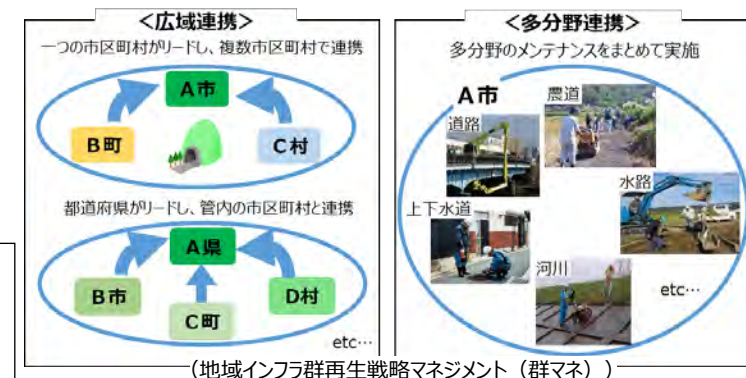 <広域連携>
一つの市区町村がリードし、複数市区町村で連携
A市
B町
C村
都道府県がリードし、管内の市区町村と連携
A県
B市
C町
D村
etc…
<多分野連携>
多分野のメンテナンスをまとめて実施
A市
農道
道路
水路
上下水道
河川
etc…
(地域インフラ群再生戦略マネジメント（群マネ）)